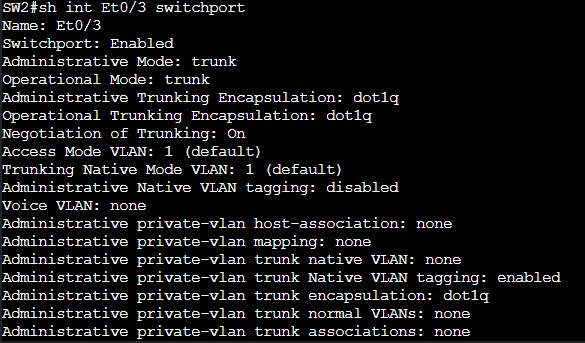 SW2#sh int Et0/3 switchport
Name: Et0/3
Switchport: Enabled
Administrative Mode: trunk
Operational Mode: trunk
Administrative Trunking Encapsulation: dot1q
Operational Trunking Encapsulation: dot1q
Negotiation of Trunking: On
Access Mode VLAN: 1 (default)
Trunking Native Mode VLAN: 1 (default)
Administrative Native VLAN tagging: disabled
Voice VLAN: none
Administrative private-vlan host-association: none
Administrative private-vlan mapping: none
Administrative private-vlan trunk native VLAN: none
Administrative private-vlan trunk Native VLAN tagging: enabled
Administrative private-vlan trunk encapsulation: dot1q
Administrative private-vlan trunk normal VLANs: none
Administrative private-vlan trunk associations: none